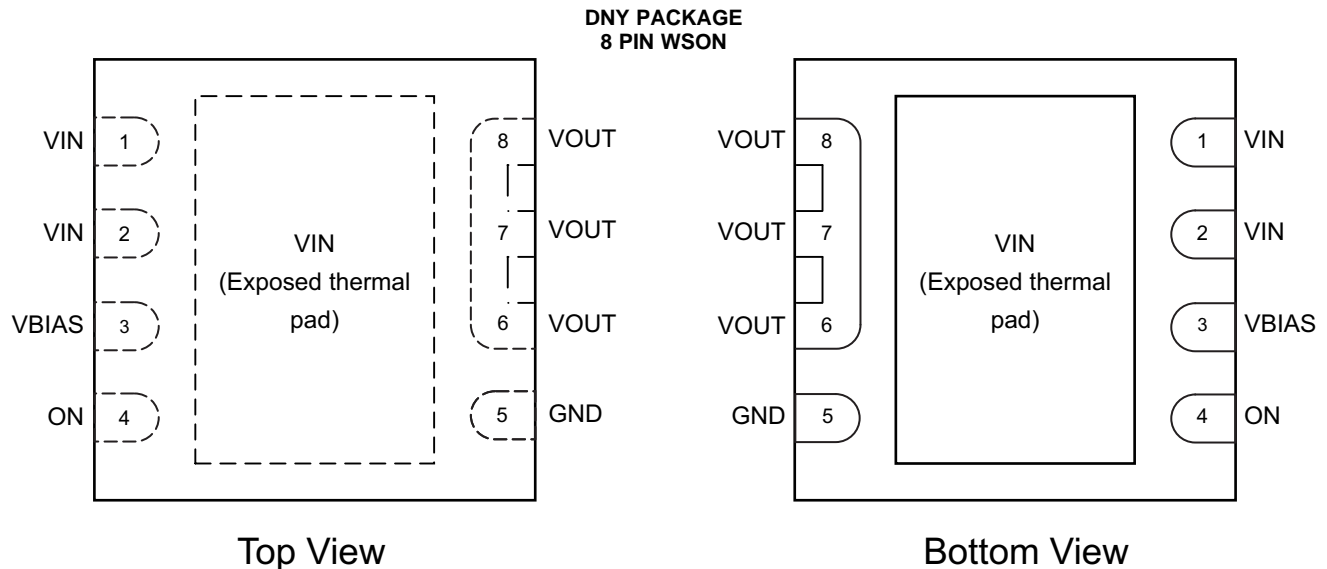 DNY PACKAGE
8 PIN WSON
VIN 1
VIN 2
VBIAS 3
ON 4
VIN
(Exposed thermal
pad)
8 VOUT
7 VOUT
6 VOUT
5 GND
Top View
VOUT 8
VOUT 7
VOUT 6
GND 5
VIN
(Exposed thermal
pad)
1 VIN
2 VIN
3 VBIAS
4 ON
Bottom View